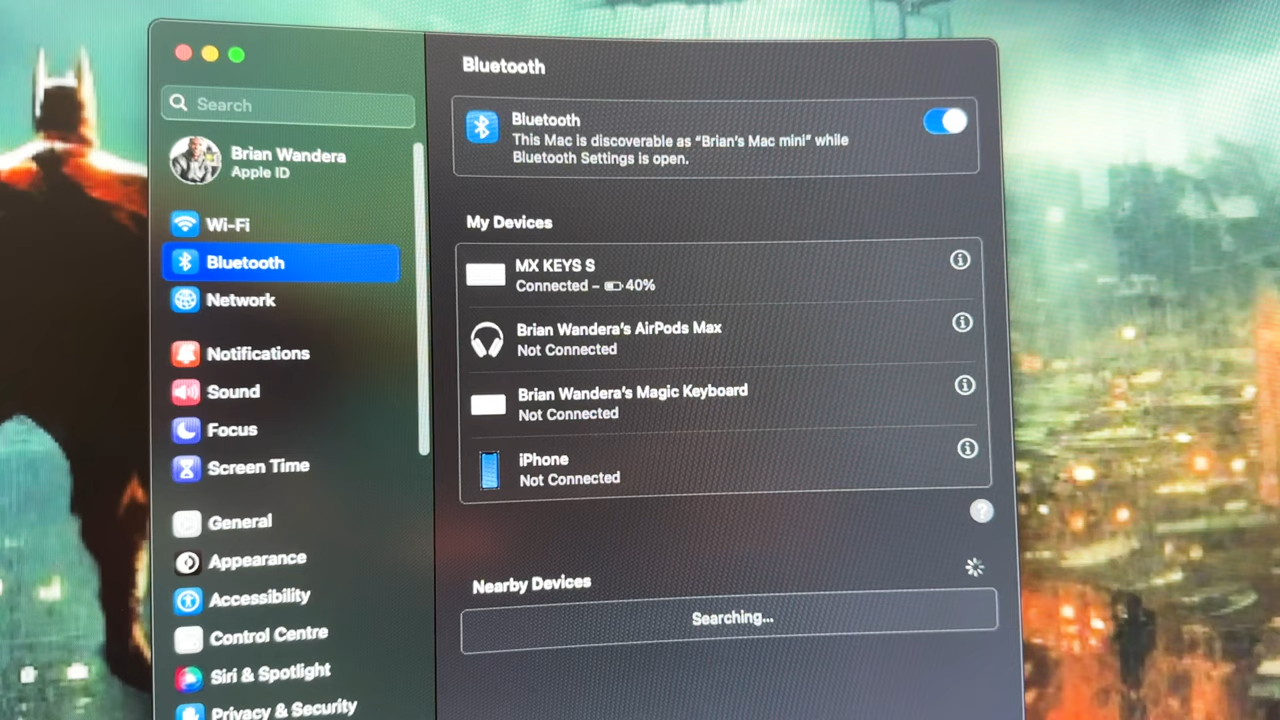 Search
Brian Wandera
Apple ID
Wi-Fi
Bluetooth
Network
Notifications
Sound
Focus
Screen Time
General
Appearance
Accessibility
Control Centre
Siri & Spotlight
Privacy & Security
Bluetooth
Bluetooth
This Mac is discoverable as “Brian’s Mac mini” while
Bluetooth Settings is open.
My Devices
MX KEYS S
Connected – 40%
Brian Wandera’s AirPods Max
Not Connected
Brian Wandera’s Magic Keyboard
Not Connected
iPhone
Not Connected
?
Nearby Devices
Searching...